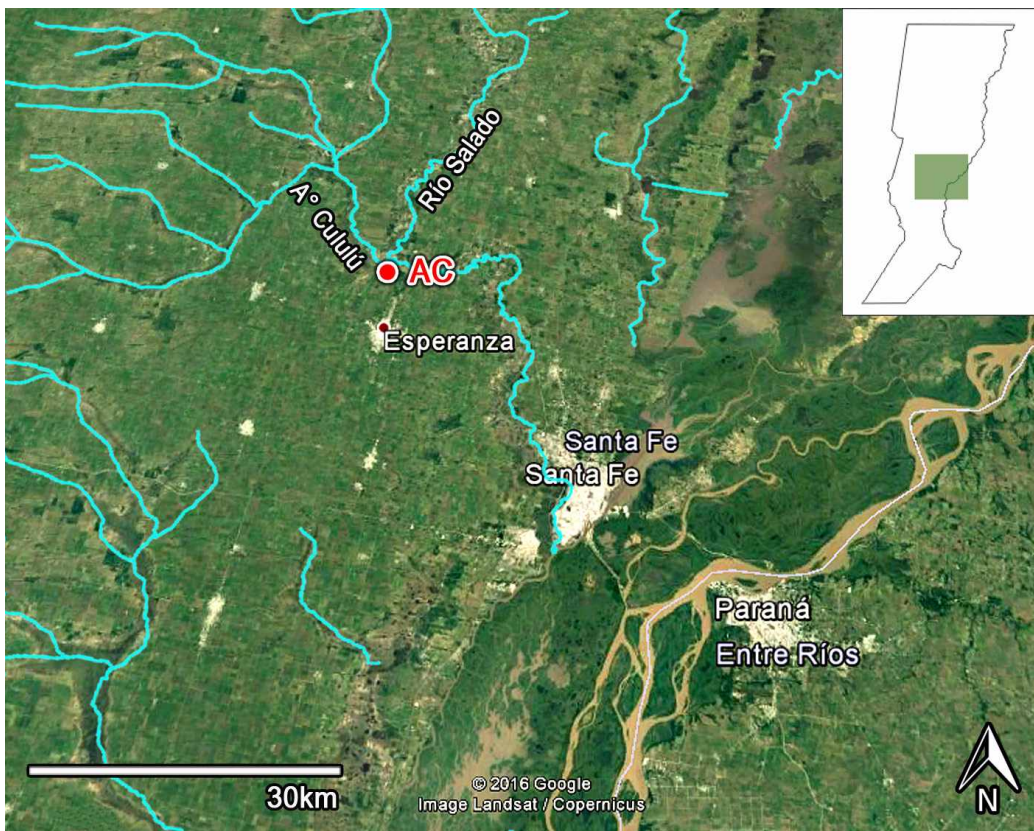 Río Salado
A° Cululú
AC
Esperanza
Santa Fe
Santa Fe
Paraná
Entre Ríos
30km
© 2016 Google
Image Landsat / Copernicus
N